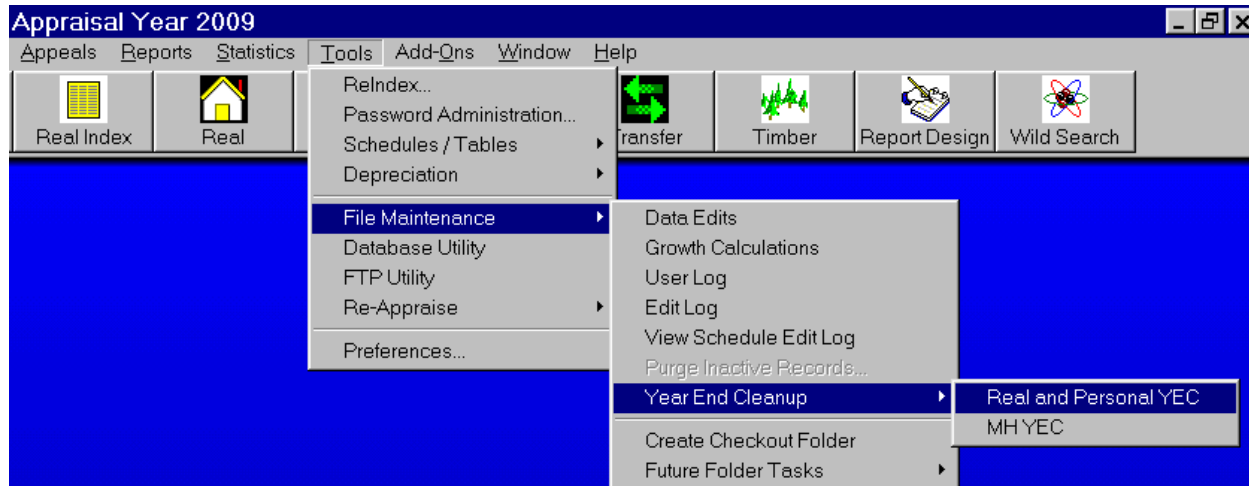 Appraisal Year 2009
Appeals Reports Statistics Tools Add-Ons Window Help
Real Index Real Transfer Timber Report Design Wild Search
ReIndex...
Password Administration...
Schedules / Tables
Depreciation
File Maintenance
Database Utility
FTP Utility
Re-Appraise
Preferences...
Data Edits
Growth Calculations
User Log
Edit Log
View Schedule Edit Log
Purge Inactive Records...
Year End Cleanup
Create Checkout Folder
Future Folder Tasks
Real and Personal YEC
MH YEC